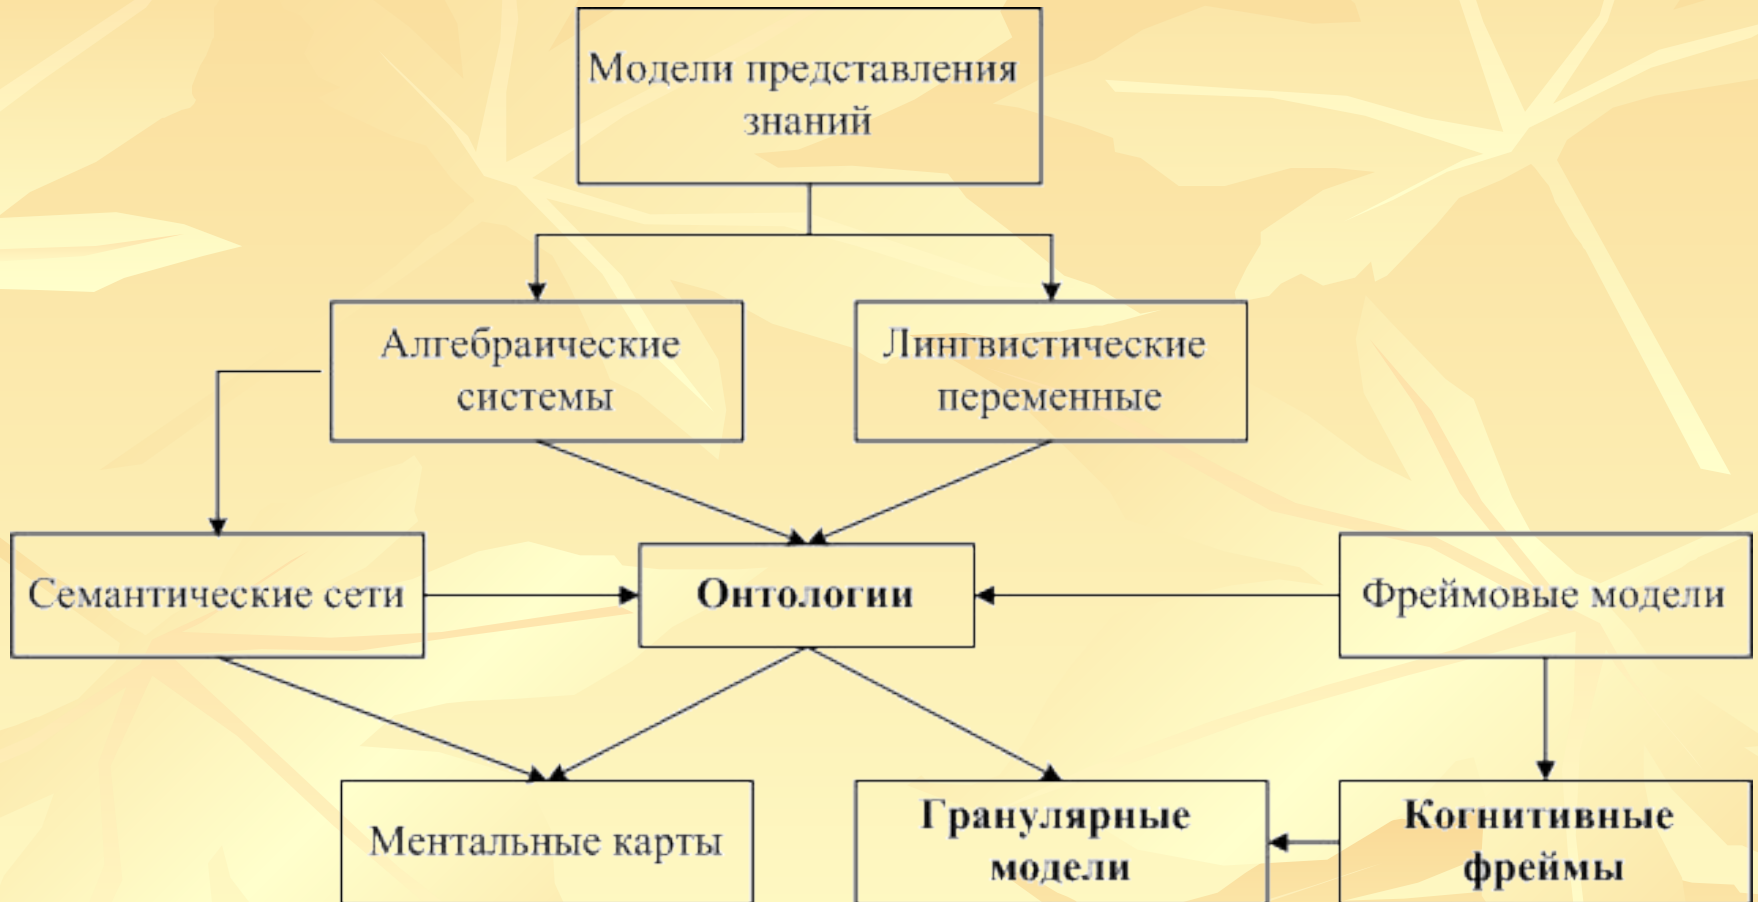 Модели представления
знаний
Алгебраические
системы
Лингвистические
переменные
Семантические сети
Онтологии
Фреймовые модели
Ментальные карты
Гранулярные
модели
Когнитивные
фреймы